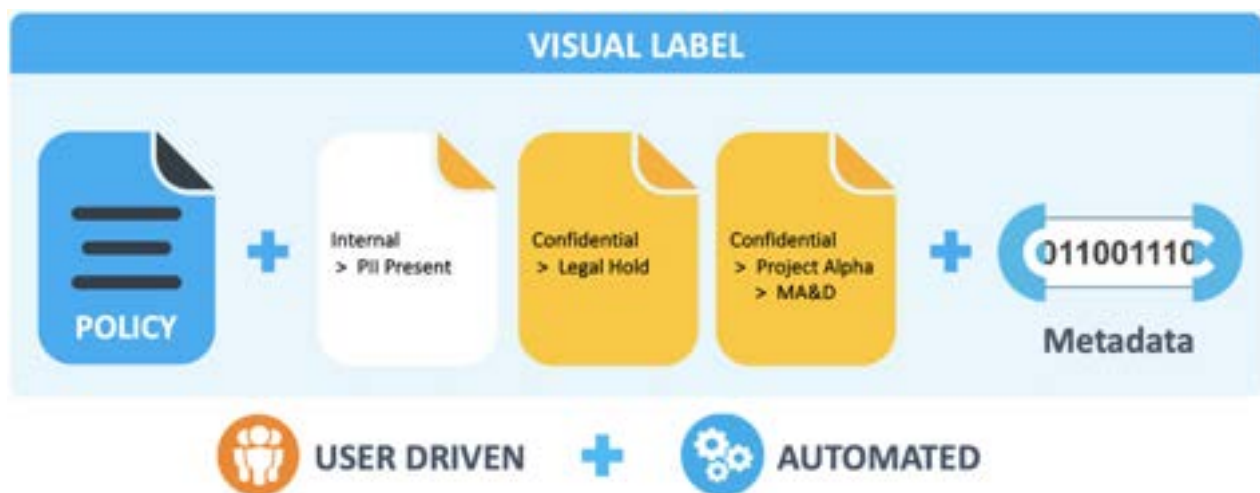 VISUAL LABEL
POLICY
Internal
> PII Present
Confidential
> Legal Hold
Confidential
> Project Alpha
> MA&D
011001110
Metadata
USER DRIVEN
AUTOMATED